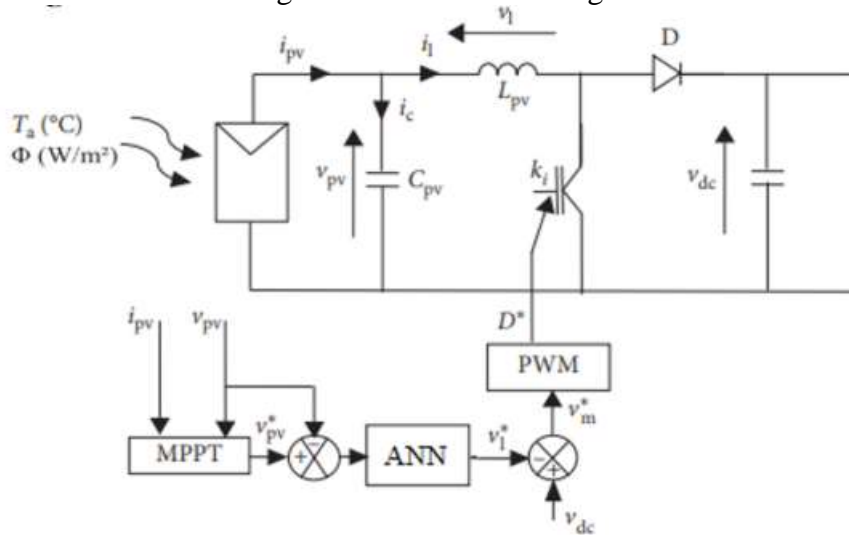 v_l
D
i_pv
i_l
L_pv
i_c
T_a (°C)
Φ (W/m²)
v_pv
C_pv
k_i
v_dc
i_pv
v_pv
D*
PWM
v*_pv
v*_l
v*_m
MPPT
+
−
ANN
−
+
v_dc